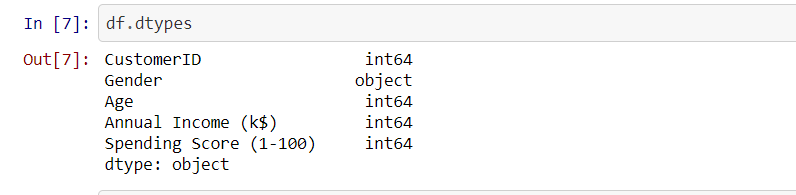 In [7]: df.dtypes
Out[7]: CustomerID int64
Gender object
Age int64
Annual Income (k$) int64
Spending Score (1-100) int64
dtype: object